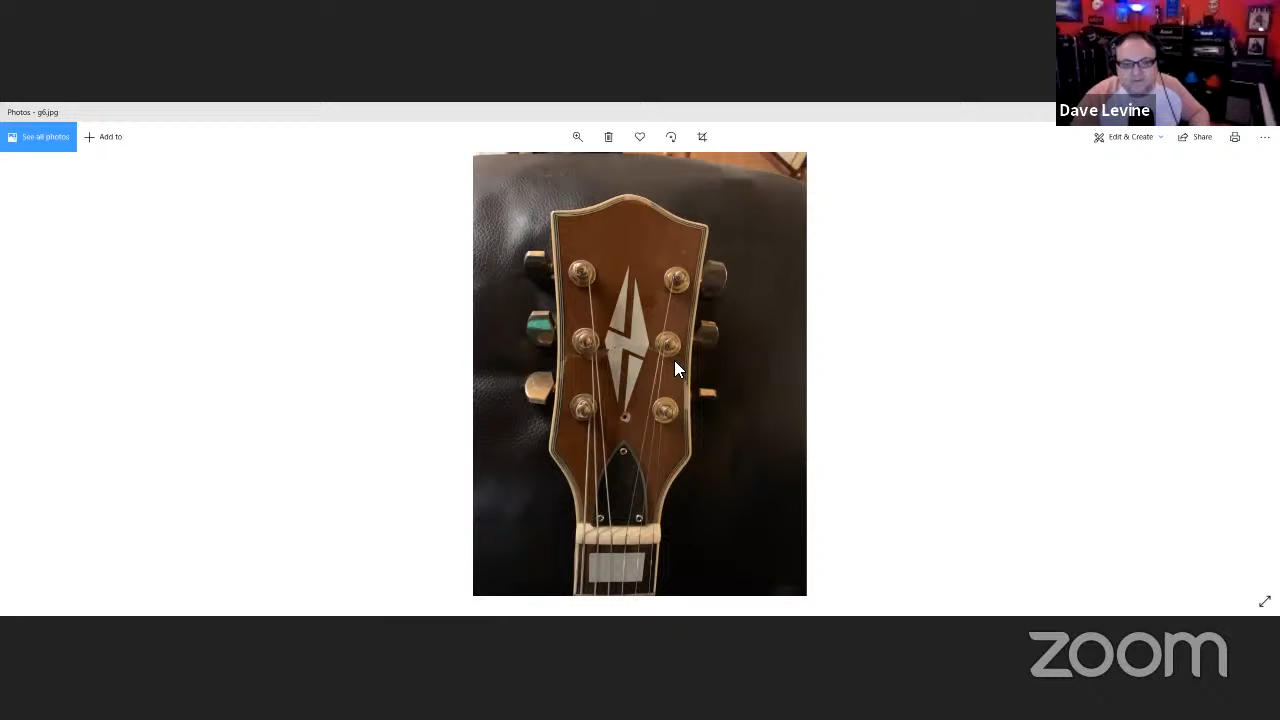 Dave Levine
Photos - g6.jpg
See all photos
Add to
Edit & Create
Share
zoom